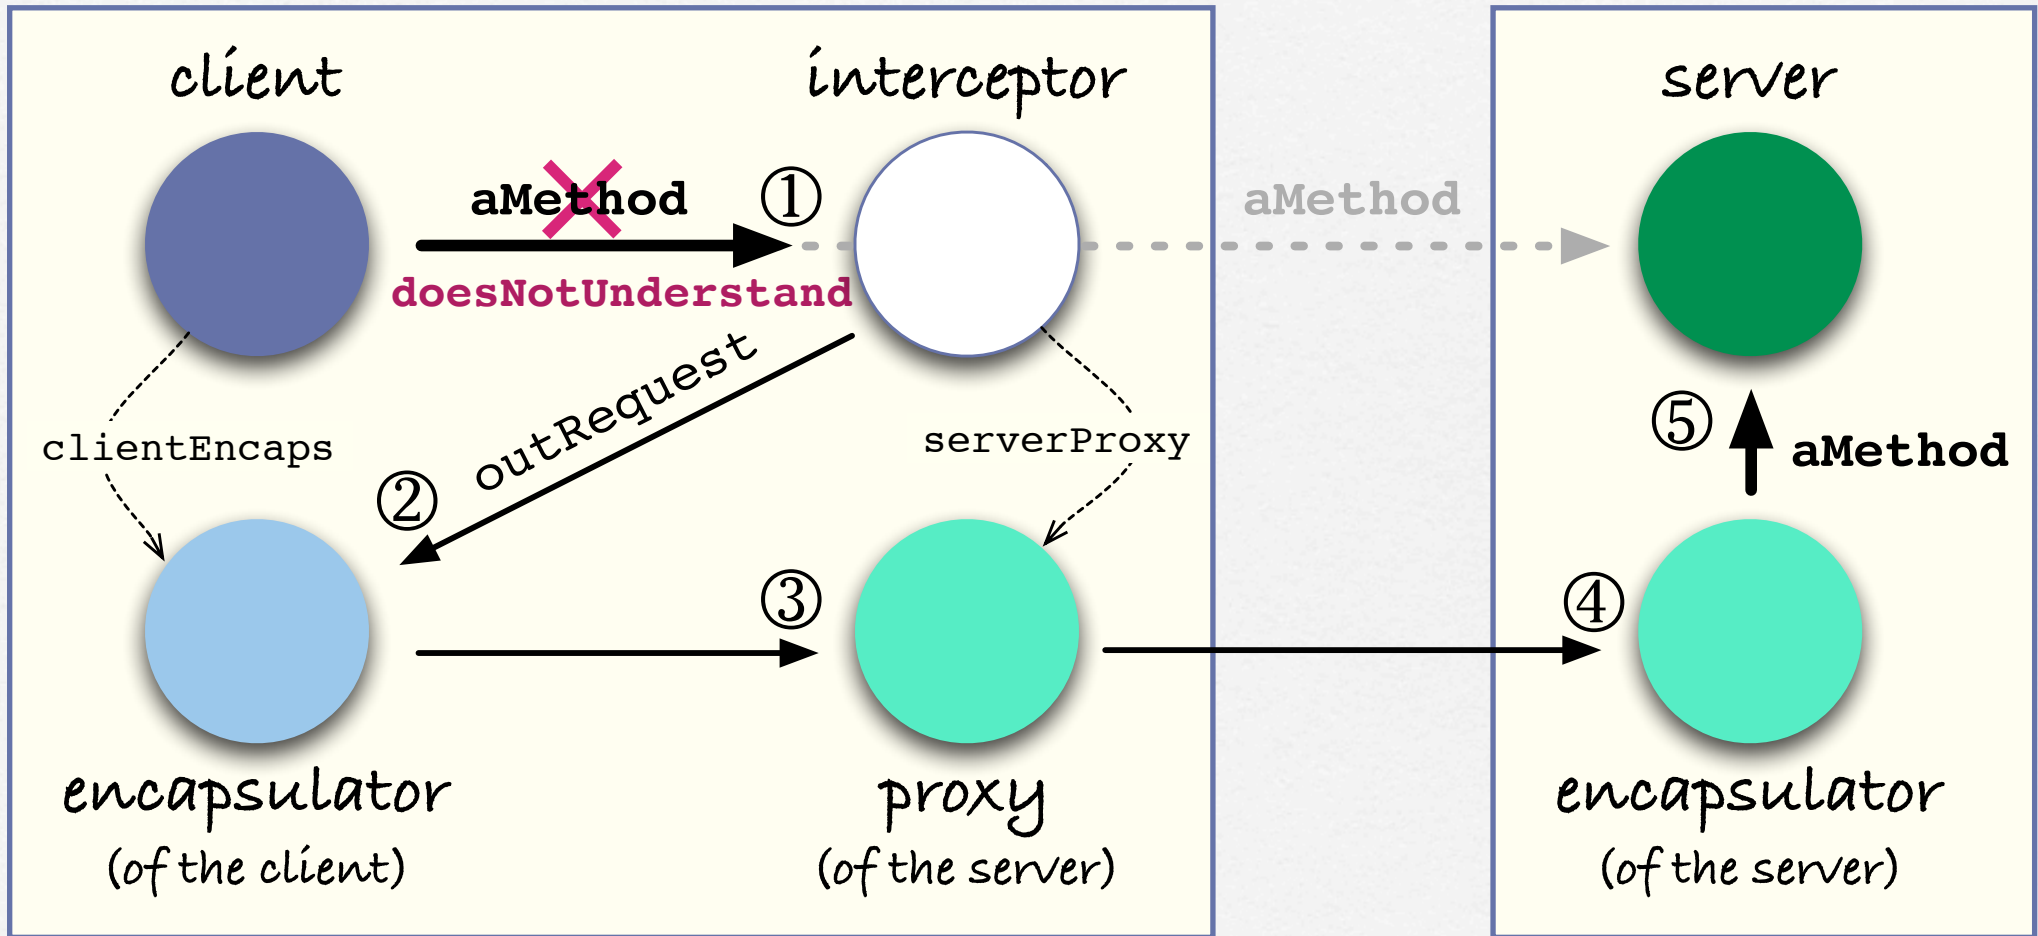 client
interceptor
server
aMethod
①
aMethod
doesNotUnderstand
outRequest
clientEncaps
serverProxy
⑤
aMethod
②
③
④
encapsulator
(of the client)
proxy
(of the server)
encapsulator
(of the server)